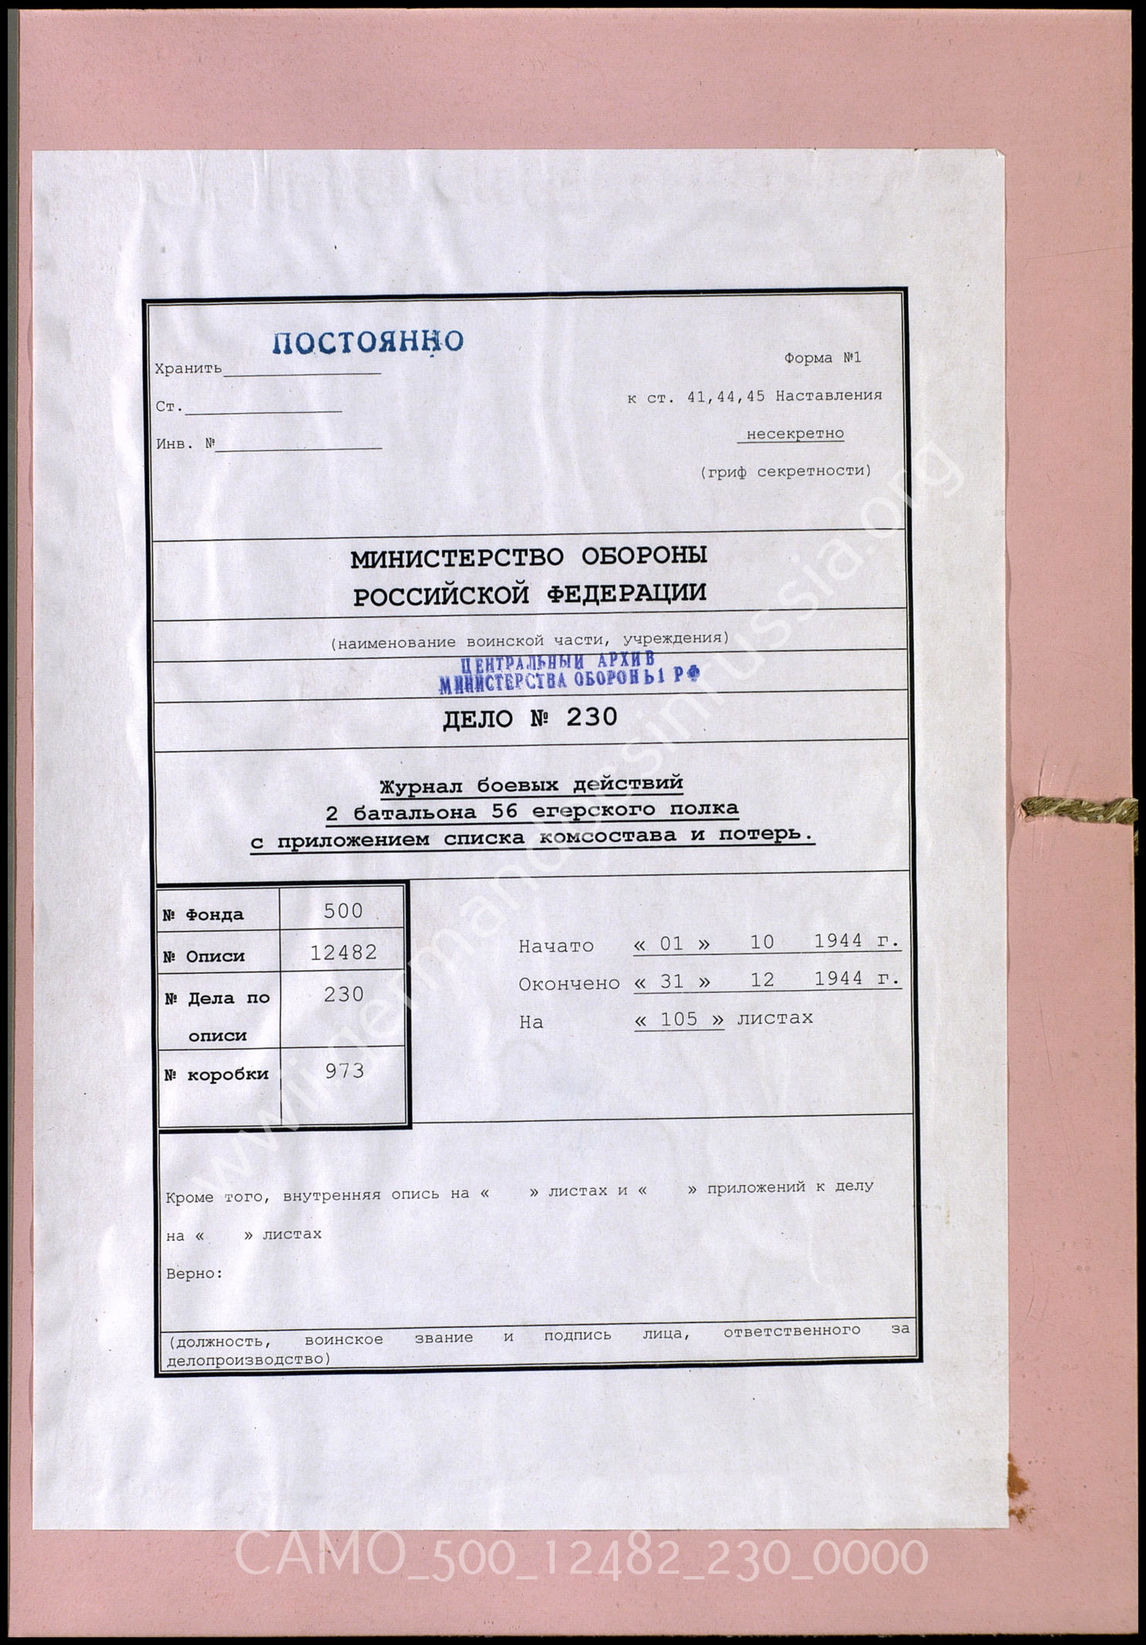 ПОСТОЯННО
Хранить
Форма №1
Ст.
к ст. 41,44,45 Наставления
Инв. №
несекретно
(гриф секретности)
МИНИСТЕРСТВО ОБОРОНЫ
РОССИЙСКОЙ ФЕДЕРАЦИИ
(наименование воинской части, учреждения)
ЦЕНТРАЛЬНЫЙ АРХИВ
МИНИСТЕРСТВА ОБОРОНЫ РФ
ДЕЛО № 230
Журнал боевых действий
2 батальона 56 егерского полка
с приложением списка комсостава и потерь.
№ Фонда 500
№ Описи 12482
№ Дела по 230
описи
№ коробки 973
Начато « 01 » 10 1944 г.
Окончено « 31 » 12 1944 г.
На « 105 » листах
Кроме того, внутренняя опись на « » листах и « » приложений к делу
на « » листах
Верно:
(должность, воинское звание и подпись лица, ответственного за
делопроизводство)
www.germandocsinrussia.org
CAMO_500_12482_230_0000